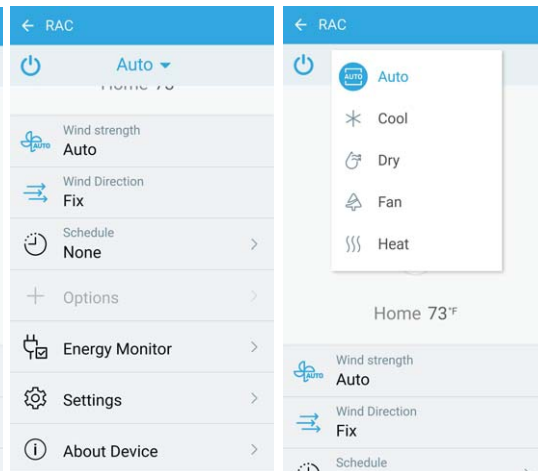 RAC
Auto
Wind strength
Auto
Wind Direction
Fix
Schedule
None
Options
Energy Monitor
Settings
About Device
RAC
AUTO Auto
Cool
Dry
Fan
Heat
Home 73°F
Wind strength
Auto
Wind Direction
Fix
Schedule